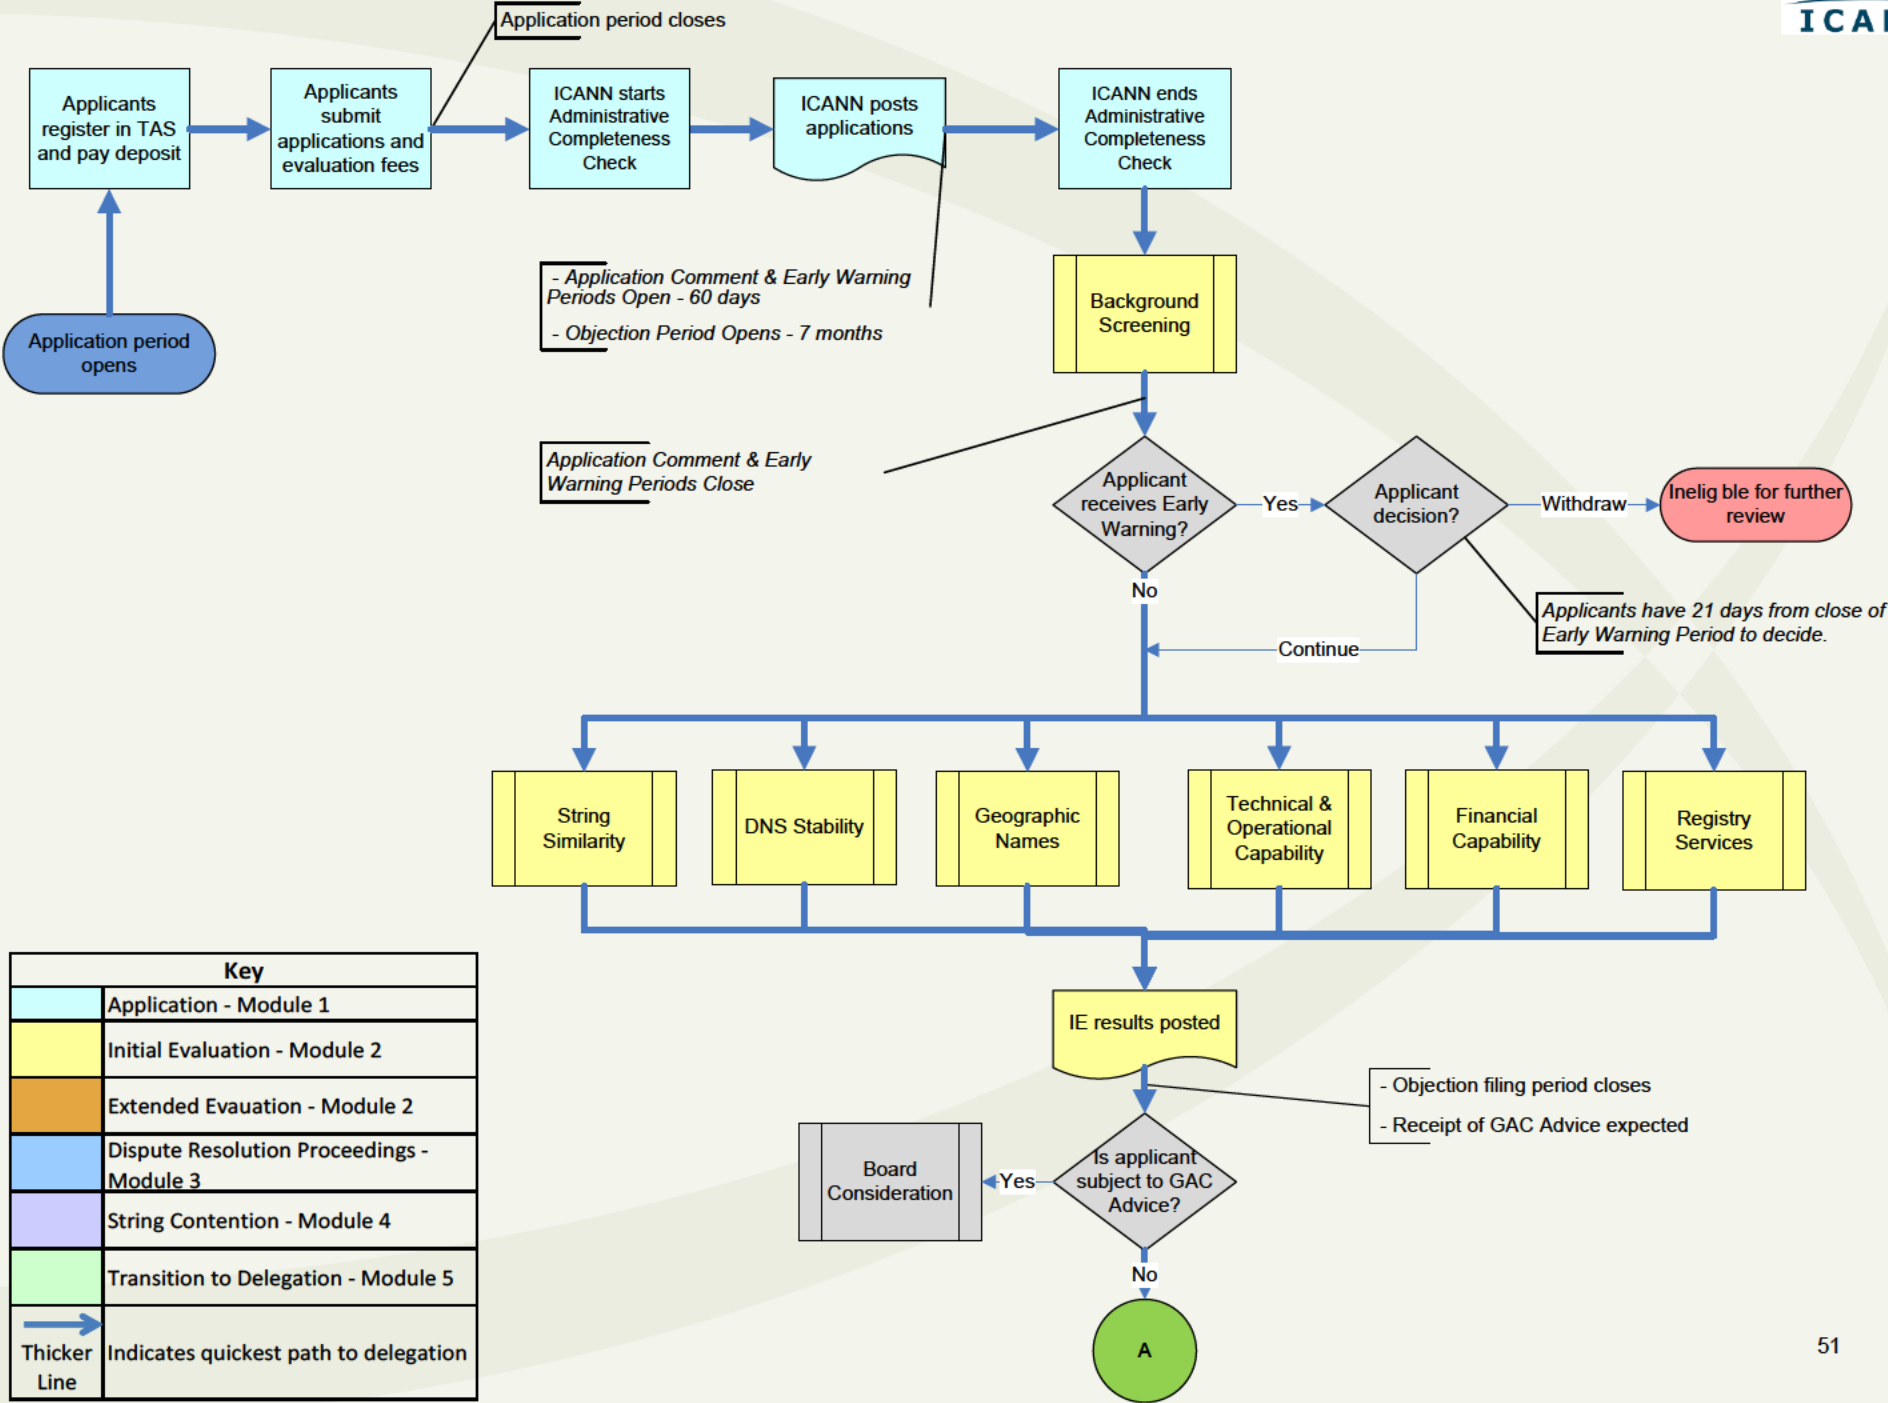 Application period closes
ICA
Applicants
register in TAS
and pay deposit
Applicants
submit
applications and
evaluation fees
ICANN starts
Administrative
Completeness
Check
ICANN posts
applications
ICANN ends
Administrative
Completeness
Check
- Application Comment & Early Warning
Periods Open - 60 days
- Objection Period Opens - 7 months
Background
Screening
Application period
opens
Application Comment & Early
Warning Periods Close
Applicant
receives Early
Warning?
Yes
Applicant
decision?
Withdraw
Inelig ble for further
review
No
Applicants have 21 days from close of
Early Warning Period to decide.
Continue
String
Similarity
DNS Stability
Geographic
Names
Technical &
Operational
Capability
Financial
Capability
Registry
Services
Key
Application - Module 1
Initial Evaluation - Module 2
Extended Evauation - Module 2
Dispute Resolution Proceedings -
Module 3
String Contention - Module 4
Transition to Delegation - Module 5
Thicker
Line
Indicates quickest path to delegation
IE results posted
- Objection filing period closes
- Receipt of GAC Advice expected
Board
Consideration
Yes
Is applicant
subject to GAC
Advice?
No
A
51